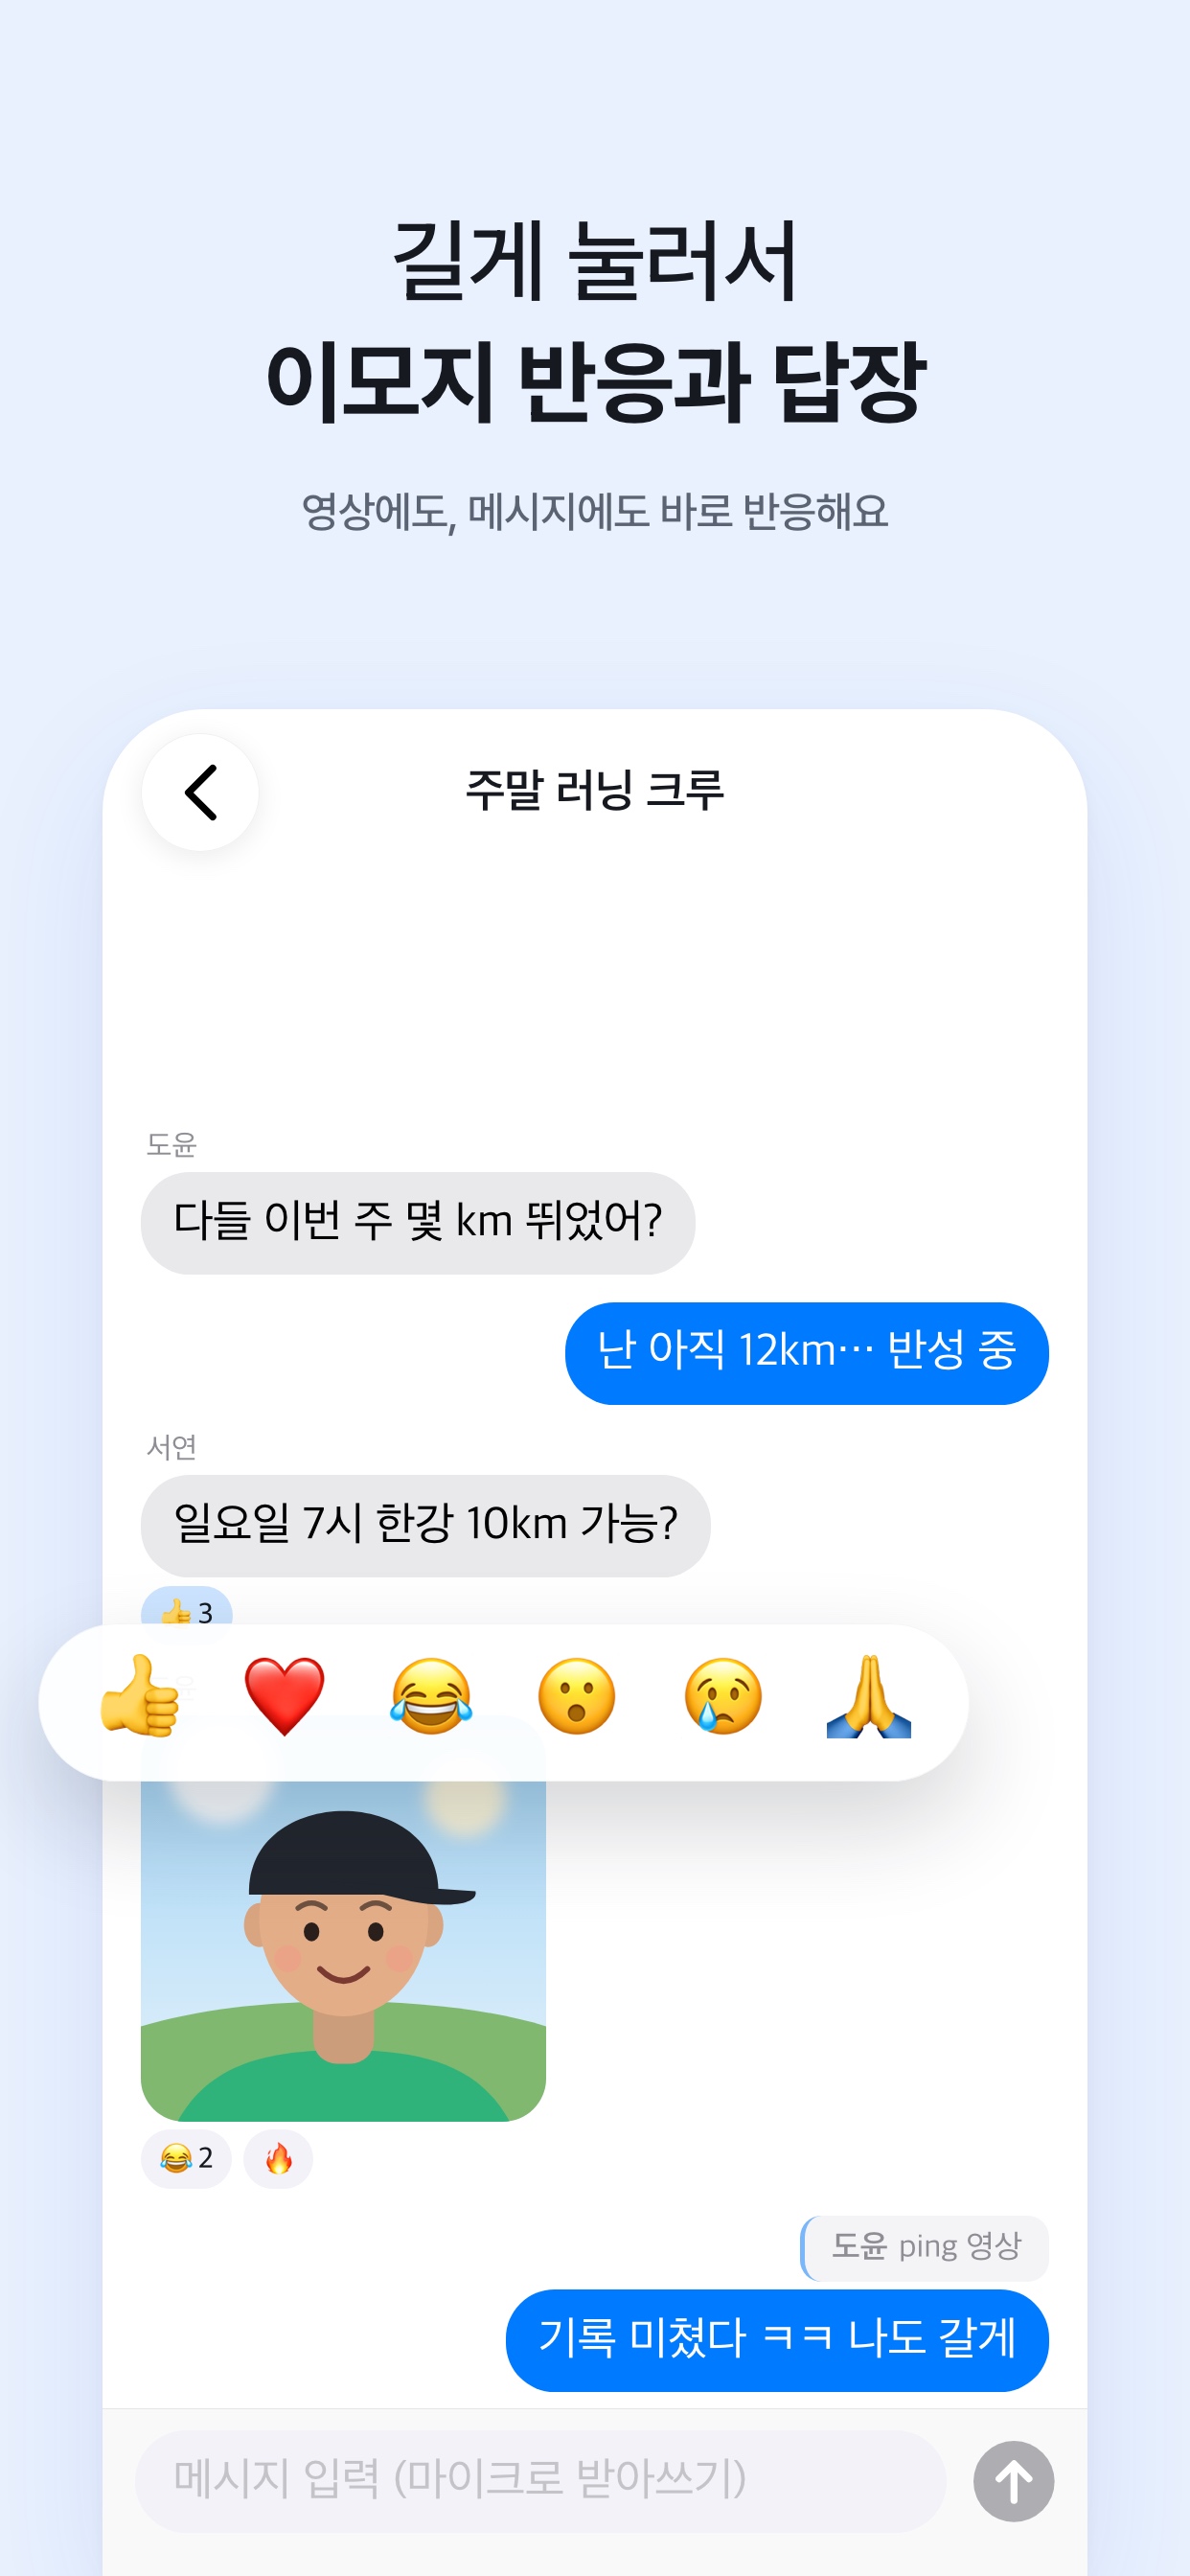 길게 눌러서
이모지 반응과 답장
영상에도, 메시지에도 바로 반응해요
주말 러닝 크루
도윤
다들 이번 주 몇 km 뛰었어?
난 아직 12km… 반성 중
서연
일요일 7시 한강 10km 가능?
👍 3
👍 ❤️ 😂 😮 😢 🙏
😂 2 🔥
도윤 ping 영상
기록 미쳤다 ㅋㅋ 나도 갈게
메시지 입력 (마이크로 받아쓰기)